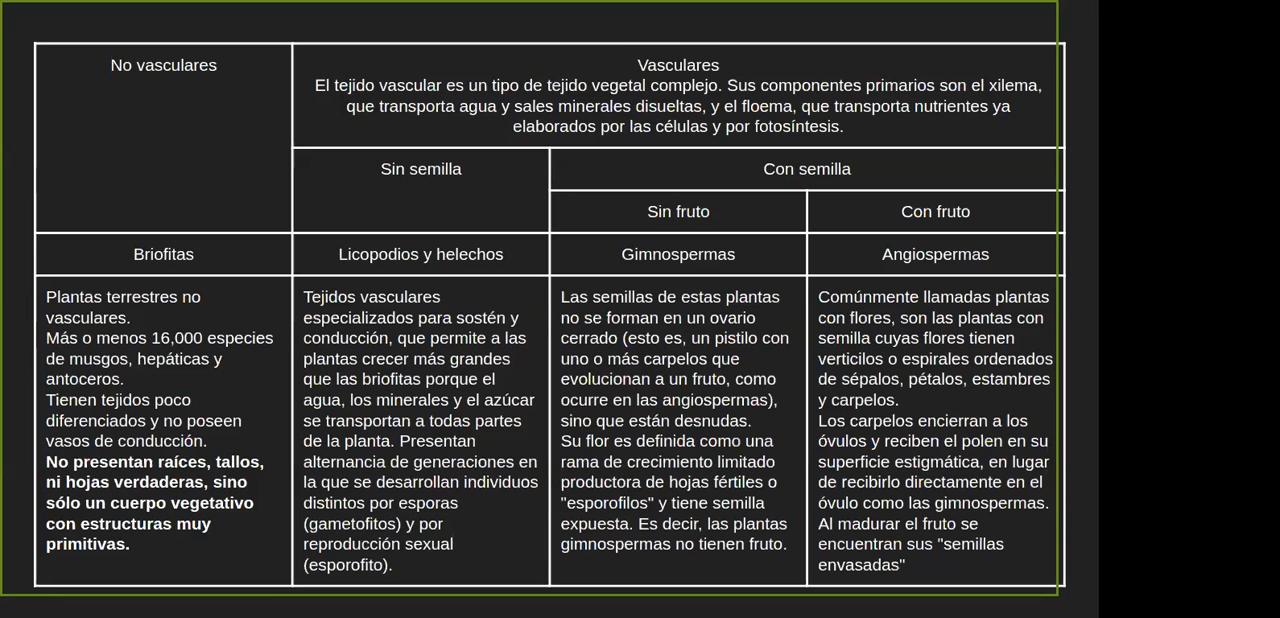 No vasculares
Vasculares
El tejido vascular es un tipo de tejido vegetal complejo. Sus componentes primarios son el xilema,
que transporta agua y sales minerales disueltas, y el floema, que transporta nutrientes ya
elaborados por las células y por fotosíntesis.
Sin semilla
Con semilla
Sin fruto
Con fruto
Briofitas
Licopodios y helechos
Gimnospermas
Angiospermas
Plantas terrestres no
vasculares.
Más o menos 16,000 especies
de musgos, hepáticas y
antoceros.
Tienen tejidos poco
diferenciados y no poseen
vasos de conducción.
No presentan raíces, tallos,
ni hojas verdaderas, sino
sólo un cuerpo vegetativo
con estructuras muy
primitivas.
Tejidos vasculares
especializados para sostén y
conducción, que permite a las
plantas crecer más grandes
que las briofitas porque el
agua, los minerales y el azúcar
se transportan a todas partes
de la planta. Presentan
alternancia de generaciones en
la que se desarrollan individuos
distintos por esporas
(gametofitos) y por
reproducción sexual
(esporofito).
Las semillas de estas plantas
no se forman en un ovario
cerrado (esto es, un pistilo con
uno o más carpelos que
evolucionan a un fruto, como
ocurre en las angiospermas),
sino que están desnudas.
Su flor es definida como una
rama de crecimiento limitado
productora de hojas fértiles o
"esporofilos" y tiene semilla
expuesta. Es decir, las plantas
gimnospermas no tienen fruto.
Comúnmente llamadas plantas
con flores, son las plantas con
semilla cuyas flores tienen
verticilos o espirales ordenados
de sépalos, pétalos, estambres
y carpelos.
Los carpelos encierran a los
óvulos y reciben el polen en su
superficie estigmática, en lugar
de recibirlo directamente en el
óvulo como las gimnospermas.
Al madurar el fruto se
encuentran sus "semillas
envasadas"